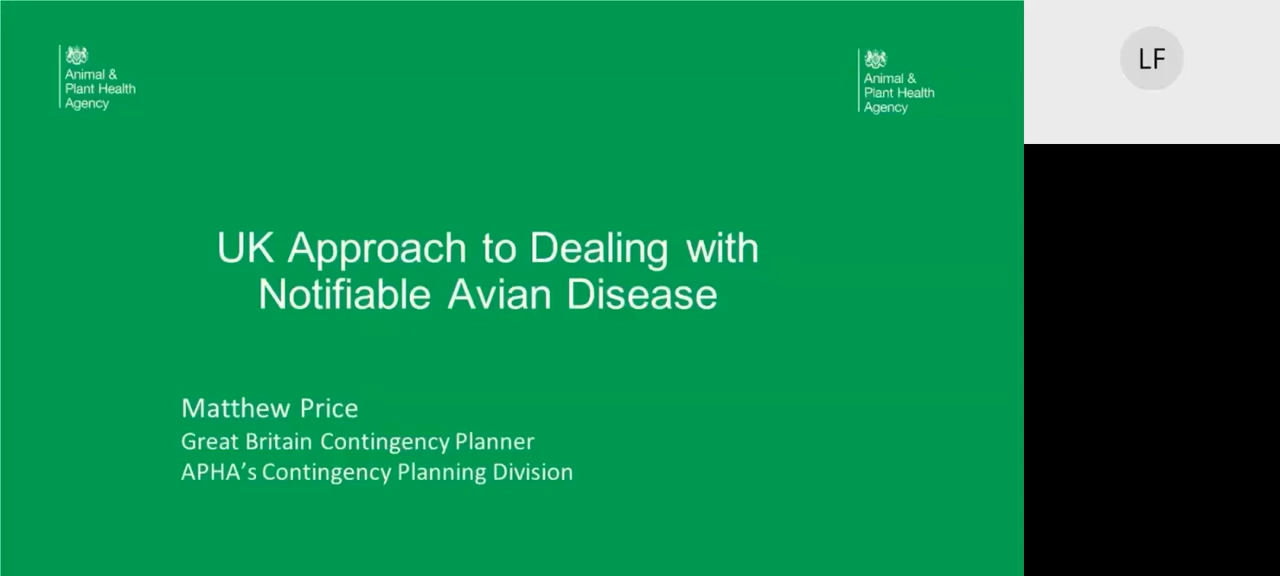 Animal &
Plant Health
Agency
Animal &
Plant Health
Agency
LF
UK Approach to Dealing with
Notifiable Avian Disease
Matthew Price
Great Britain Contingency Planner
APHA’s Contingency Planning Division